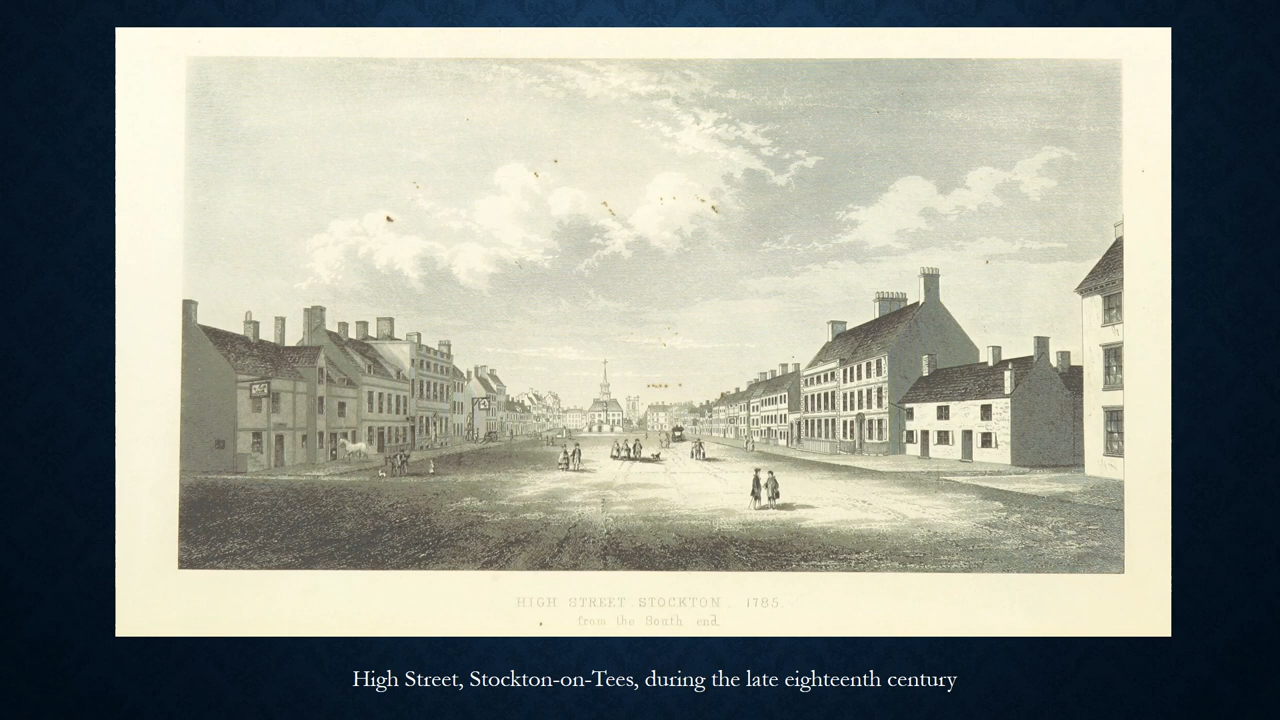 HIGH STREET. STOCKTON. 1785.
from the South end.
High Street, Stockton-on-Tees, during the late eighteenth century